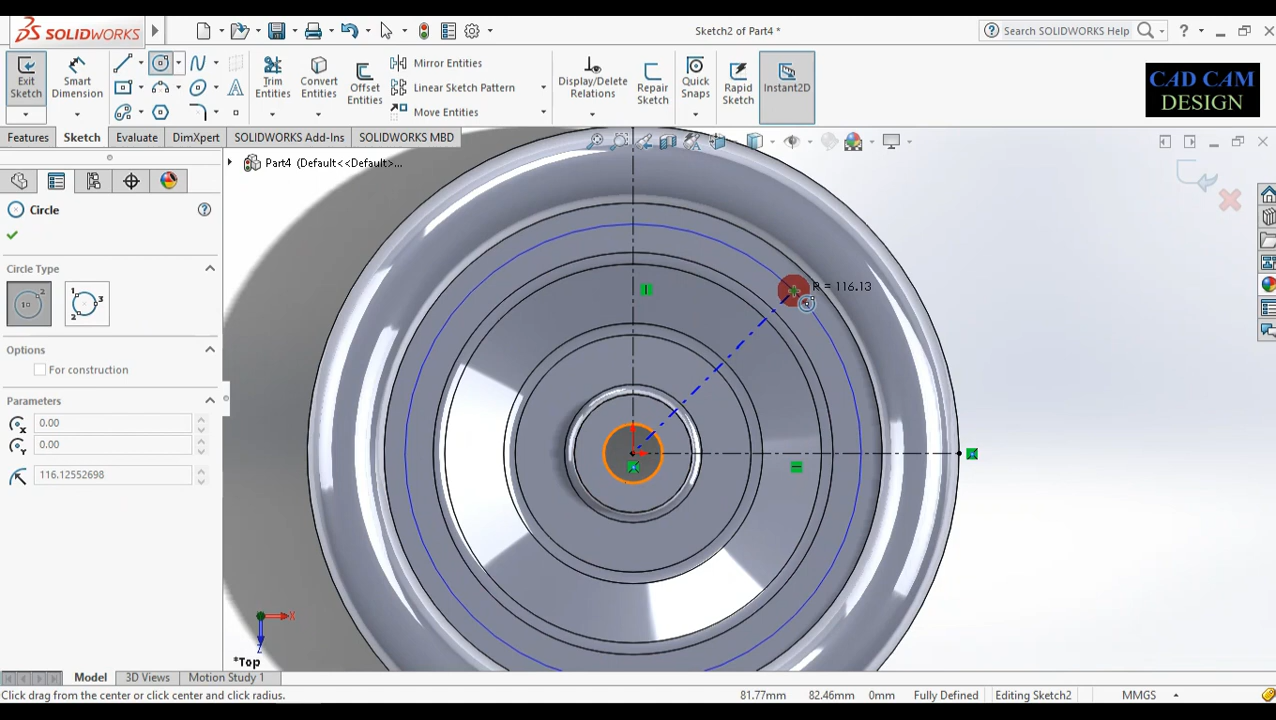 SOLIDWORKS
Sketch2 of Part4 *
Search SOLIDWORKS Help
?
Exit Sketch
Smart Dimension
Trim Entities
Convert Entities
Offset Entities
Mirror Entities
Linear Sketch Pattern
Move Entities
Display/Delete Relations
Repair Sketch
Quick Snaps
Rapid Sketch
Instant2D
CAD CAM
DESIGN
Features
Sketch
Evaluate
DimXpert
SOLIDWORKS Add-Ins
SOLIDWORKS MBD
Part4 (Default<<Default>...
Circle
?
Circle Type
Options
For construction
Parameters
0.00
0.00
116.12552698
R = 116.13
X
Z
*Top
Model
3D Views
Motion Study 1
Click drag from the center or click center and click radius.
81.77mm
82.46mm
0mm
Fully Defined
Editing Sketch2
MMGS